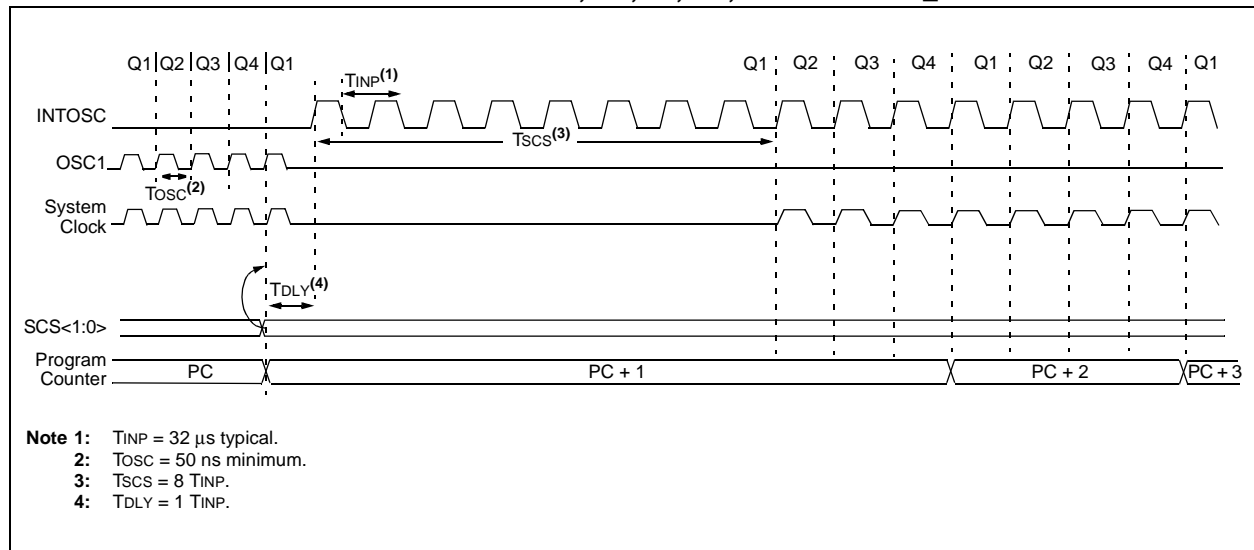 Q1 Q2 Q3 Q4 Q1 Q1 Q2 Q3 Q4 Q1 Q2 Q3 Q4 Q1
TINP(1)
INTOSC
TSCS(3)
OSC1
TOSC(2)
System
Clock
TDLY(4)
SCS<1:0>
Program
Counter
PC PC + 1 PC + 2 PC + 3
Note 1: TINP = 32 μs typical.
2: TOSC = 50 ns minimum.
3: TSCS = 8 TINP.
4: TDLY = 1 TINP.